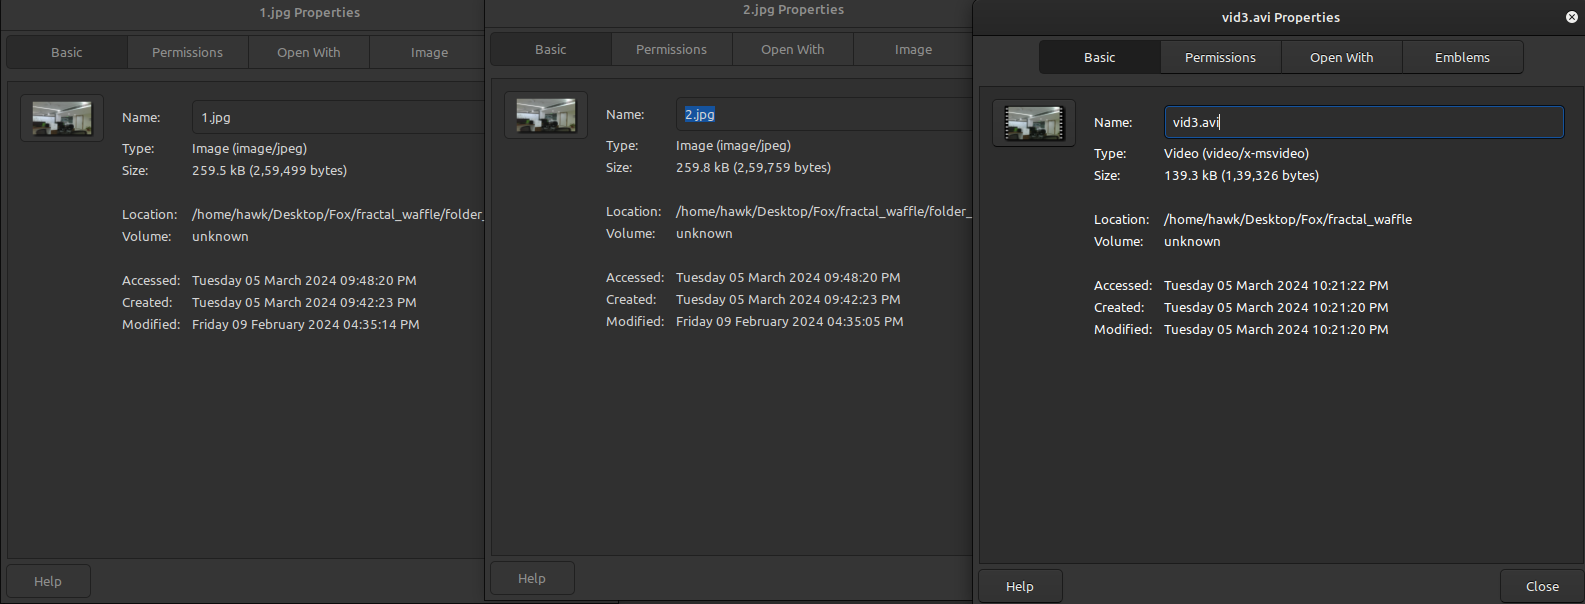 1.jpg Properties
Basic Permissions Open With Image
Name: 1.jpg
Type: Image (image/jpeg)
Size: 259.5 kB (2,59,499 bytes)
Location: /home/hawk/Desktop/Fox/fractal_waffle/folder_
Volume: unknown
Accessed: Tuesday 05 March 2024 09:48:20 PM
Created: Tuesday 05 March 2024 09:42:23 PM
Modified: Friday 09 February 2024 04:35:14 PM
Help
2.jpg Properties
Basic Permissions Open With Image
Name: 2.jpg
Type: Image (image/jpeg)
Size: 259.8 kB (2,59,759 bytes)
Location: /home/hawk/Desktop/Fox/fractal_waffle/folder_
Volume: unknown
Accessed: Tuesday 05 March 2024 09:48:20 PM
Created: Tuesday 05 March 2024 09:42:23 PM
Modified: Friday 09 February 2024 04:35:05 PM
Help
vid3.avi Properties
Basic Permissions Open With Emblems
Name: vid3.avi
Type: Video (video/x-msvideo)
Size: 139.3 kB (1,39,326 bytes)
Location: /home/hawk/Desktop/Fox/fractal_waffle
Volume: unknown
Accessed: Tuesday 05 March 2024 10:21:22 PM
Created: Tuesday 05 March 2024 10:21:20 PM
Modified: Tuesday 05 March 2024 10:21:20 PM
Help Close